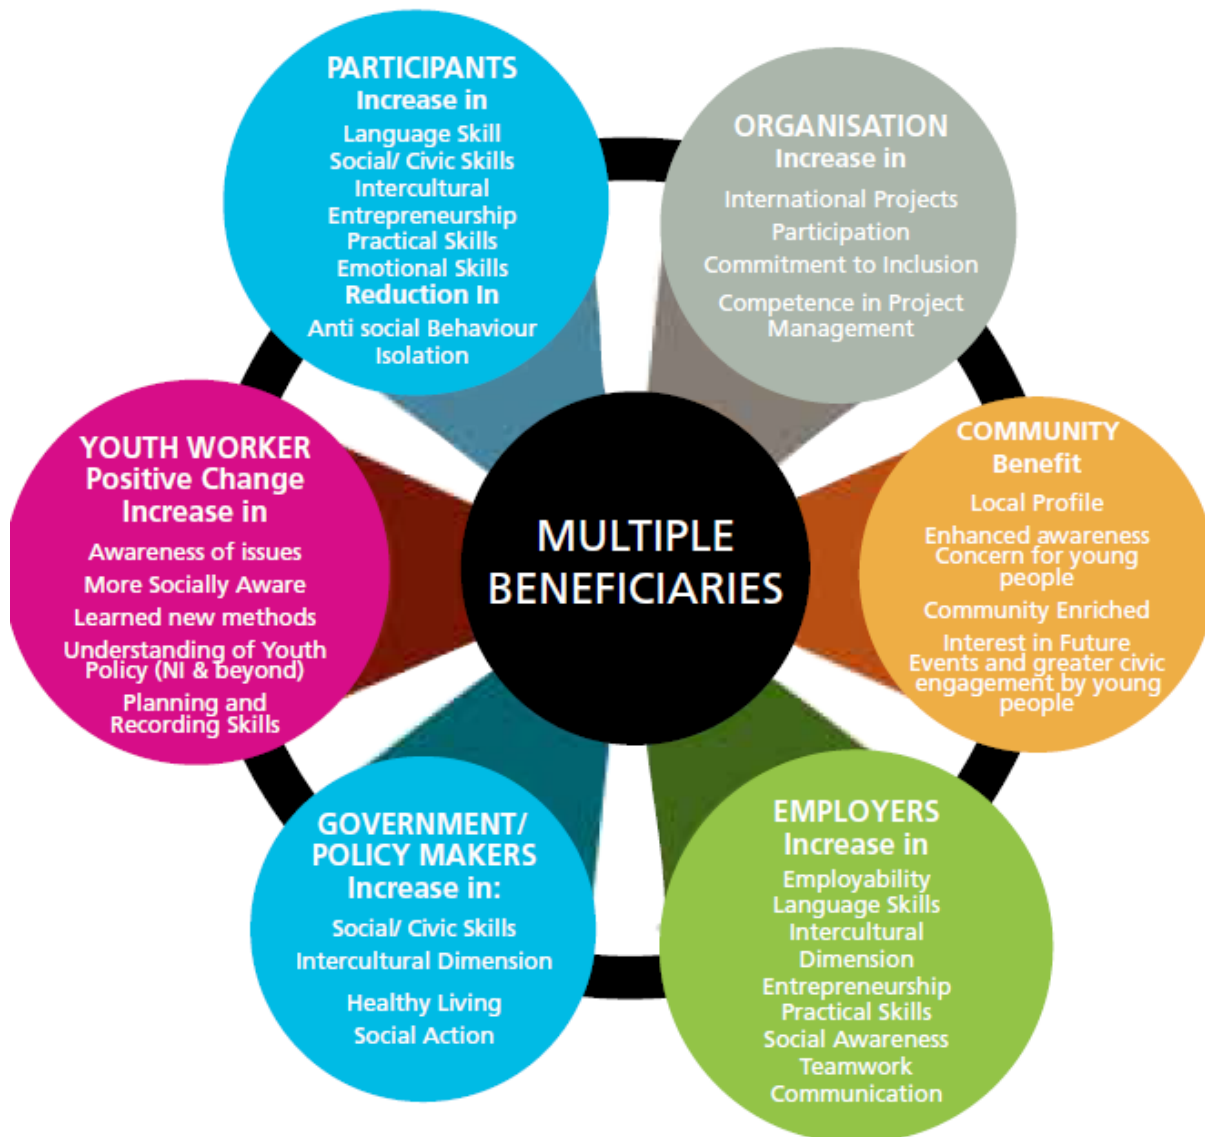 PARTICIPANTS
Increase in
Language Skill
Social/ Civic Skills
Intercultural
Entrepreneurship
Practical Skills
Emotional Skills
Reduction In
Anti social Behaviour
Isolation
ORGANISATION
Increase in
International Projects
Participation
Commitment to Inclusion
Competence in Project
Management
YOUTH WORKER
Positive Change
Increase in
Awareness of issues
More Socially Aware
Learned new methods
Understanding of Youth
Policy (NI & beyond)
Planning and
Recording Skills
MULTIPLE
BENEFICIARIES
COMMUNITY
Benefit
Local Profile
Enhanced awareness
Concern for young
people
Community Enriched
Interest in Future
Events and greater civic
engagement by young
people
GOVERNMENT/
POLICY MAKERS
Increase in:
Social/ Civic Skills
Intercultural Dimension
Healthy Living
Social Action
EMPLOYERS
Increase in
Employability
Language Skills
Intercultural
Dimension
Entrepreneurship
Practical Skills
Social Awareness
Teamwork
Communication